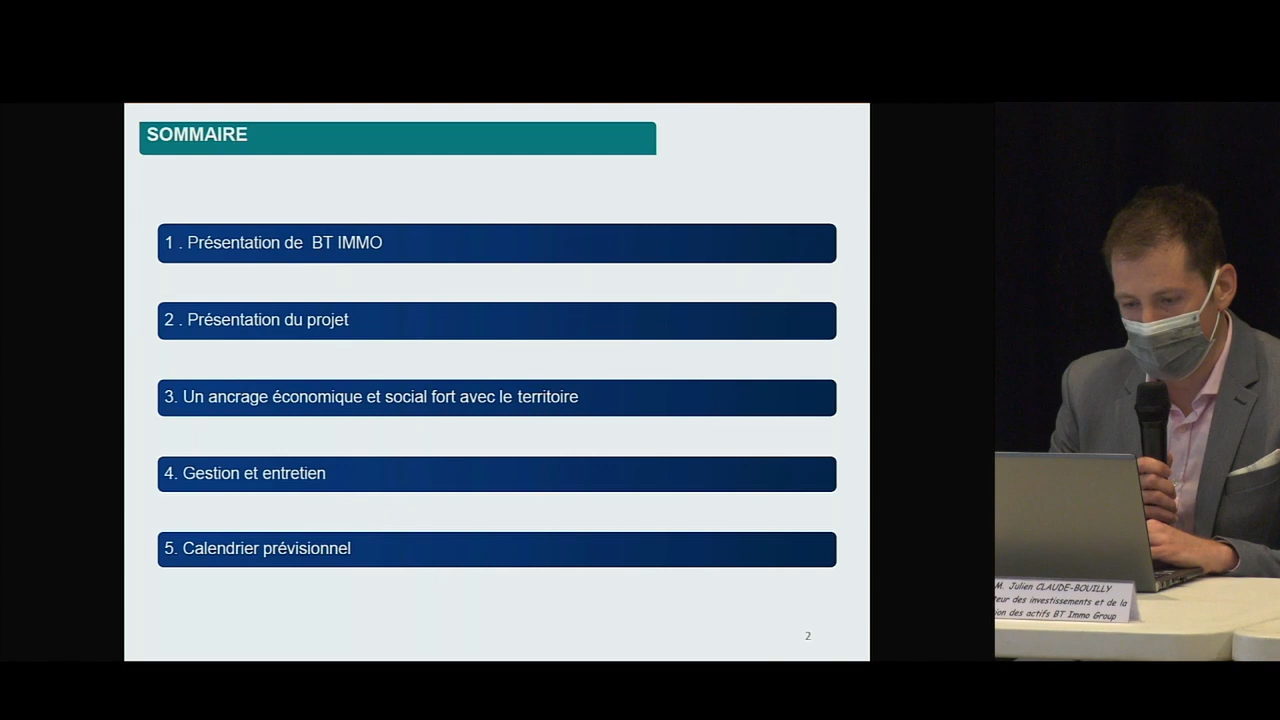 SOMMAIRE
1 . Présentation de BT IMMO
2 . Présentation du projet
3. Un ancrage économique et social fort avec le territoire
4. Gestion et entretien
5. Calendrier prévisionnel
2
M. Julien CLAUDE-BOUILLY
teur des investissements et de la
ion des actifs BT Immo Group